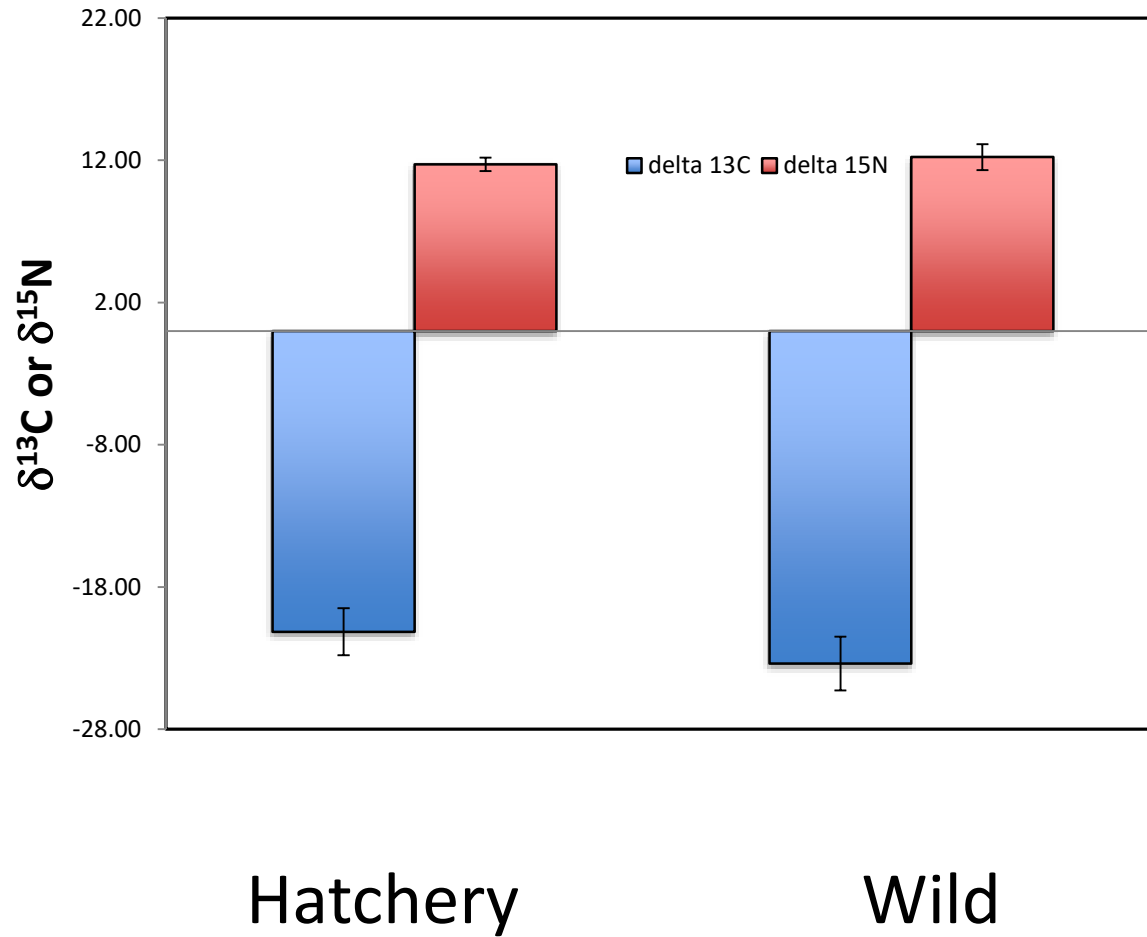 22.00
12.00
2.00
-8.00
-18.00
-28.00
δ¹³C or δ¹⁵N
delta 13C delta 15N
Hatchery Wild